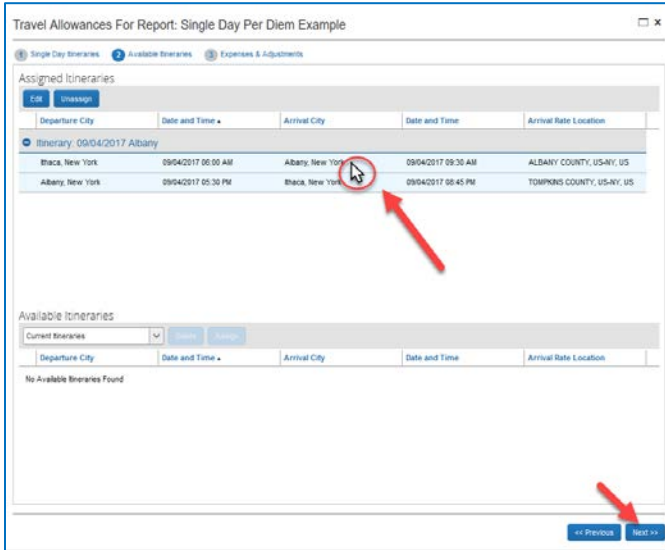 Travel Allowances For Report: Single Day Per Diem Example
1 Single Day Itineraries 2 Available Itineraries 3 Expenses & Adjustments
Assigned Itineraries
Edit Unassign
Departure City Date and Time Arrival City Date and Time Arrival Rate Location
Itinerary: 09/04/2017 Albany
Ithaca, New York 09/04/2017 06:00 AM Albany, New York 09/04/2017 09:30 AM ALBANY COUNTY, US-NY, US
Albany, New York 09/04/2017 05:30 PM Ithaca, New York 09/04/2017 08:45 PM TOMPKINS COUNTY, US-NY, US
Available Itineraries
Current Itineraries Delete Assign
Departure City Date and Time Arrival City Date and Time Arrival Rate Location
No Available Itineraries Found
<< Previous Next >>